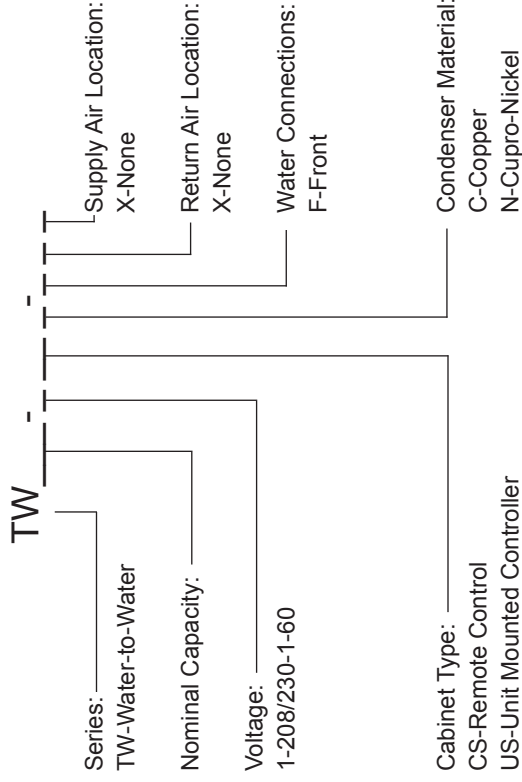 TW - -
Series:
TW-Water-to-Water
Nominal Capacity:
Voltage:
1-208/230-1-60
Cabinet Type:
CS-Remote Control
US-Unit Mounted Controller
Supply Air Location:
X-None
Return Air Location:
X-None
Water Connections:
F-Front
Condenser Material:
C-Copper
N-Cupro-Nickel